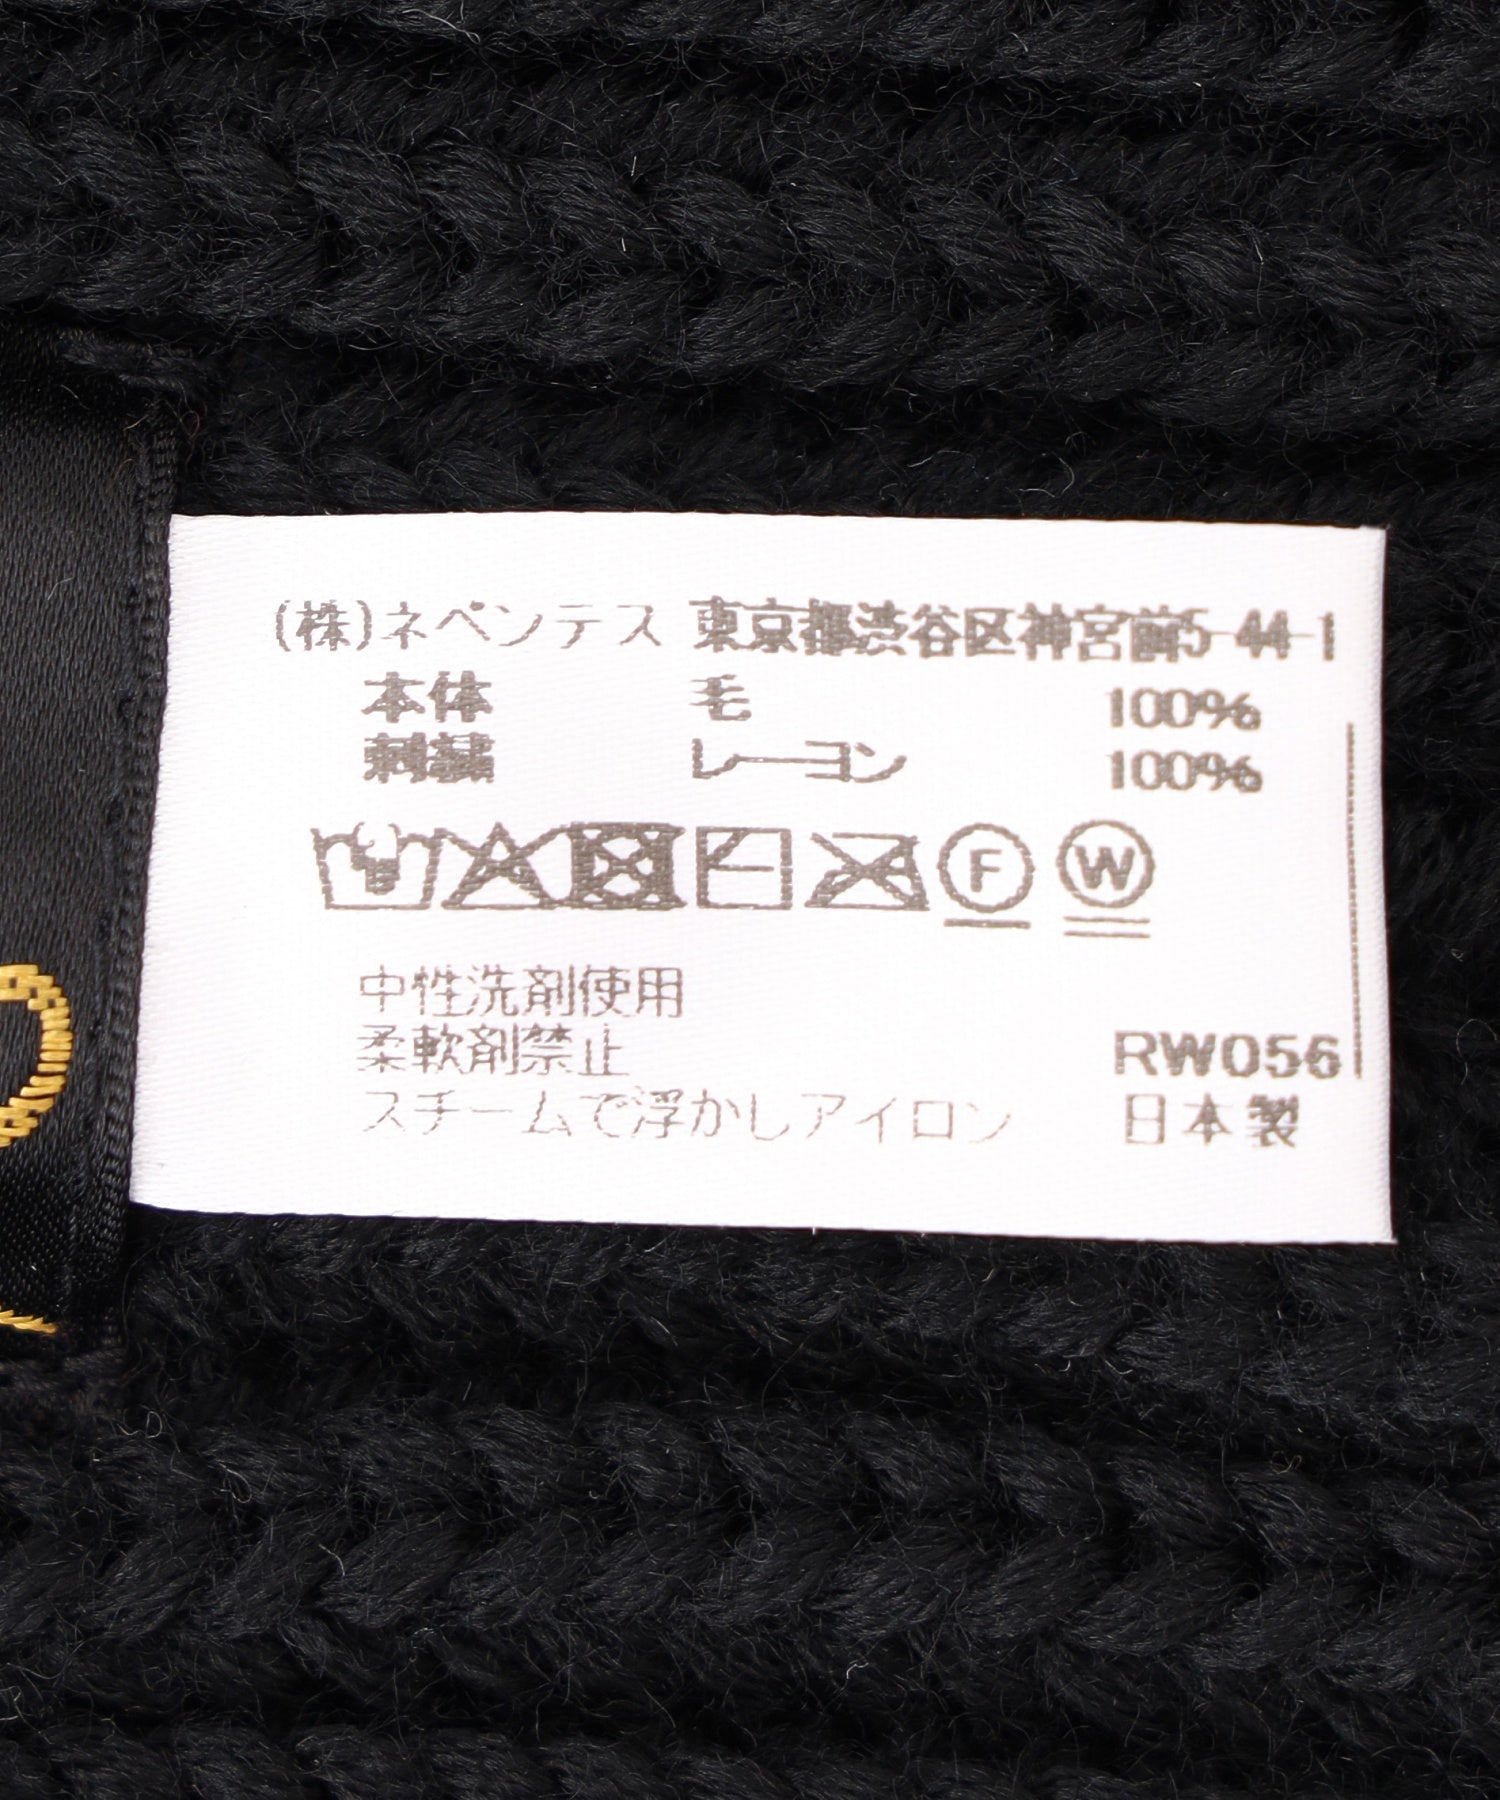 (株)ネペンテス 東京都渋谷区神宮前5-44-1
本体 毛 100%
刺繍 レーヨン 100%
F W
中性洗剤使用
柔軟剤禁止
スチームで浮かしアイロン
RW056
日本製